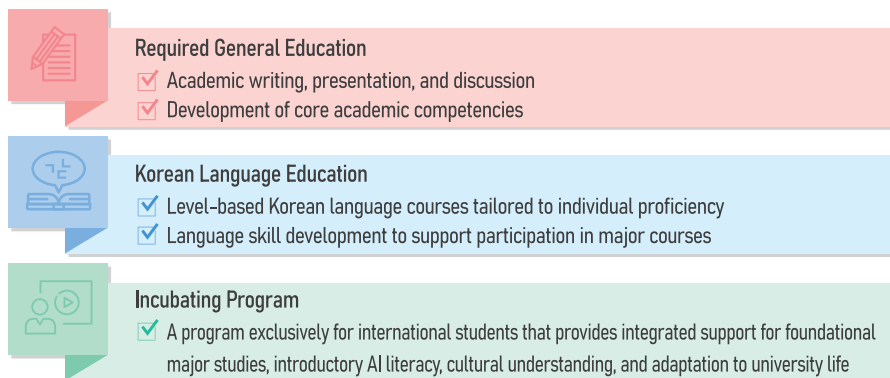 Required General Education
Academic writing, presentation, and discussion
Development of core academic competencies
Korean Language Education
Level-based Korean language courses tailored to individual proficiency
Language skill development to support participation in major courses
Incubating Program
A program exclusively for international students that provides integrated support for foundational
major studies, introductory AI literacy, cultural understanding, and adaptation to university life